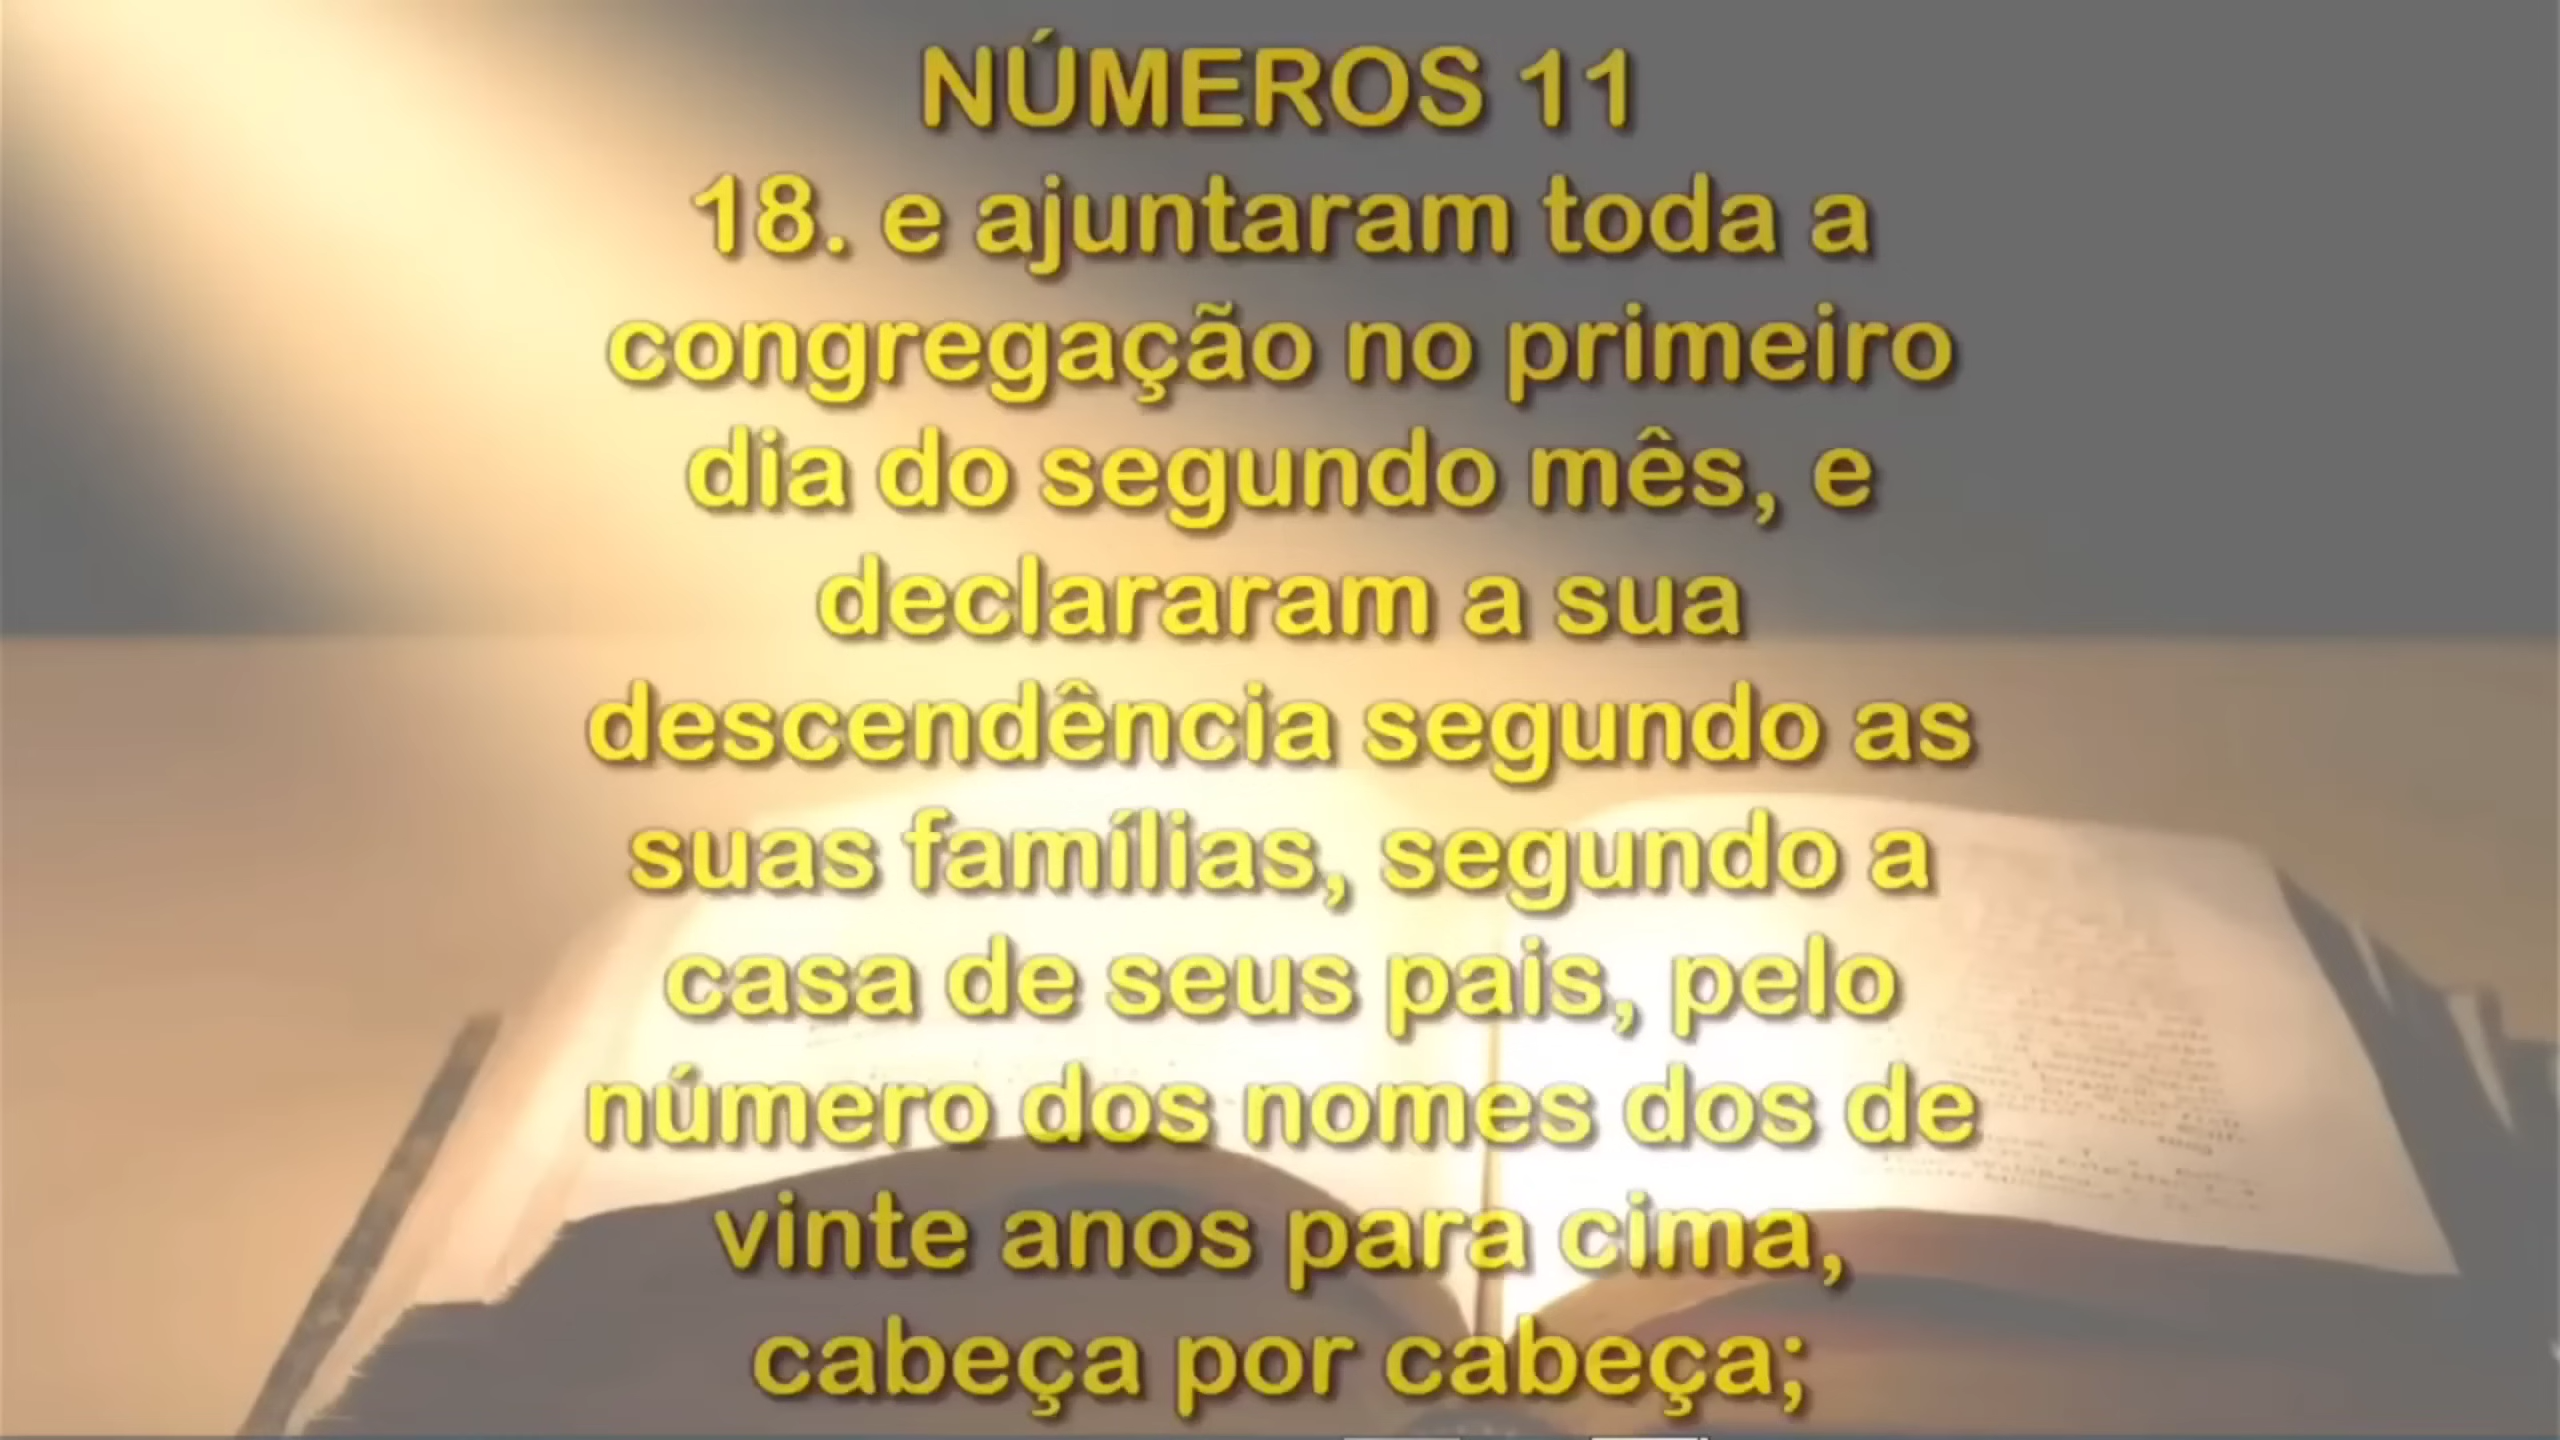 NÚMEROS 11
18. e ajuntaram toda a
congregação no primeiro
dia do segundo mês, e
declararam a sua
descendência segundo as
suas famílias, segundo a
casa de seus pais, pelo
número dos nomes dos de
vinte anos para cima,
cabeça por cabeça;